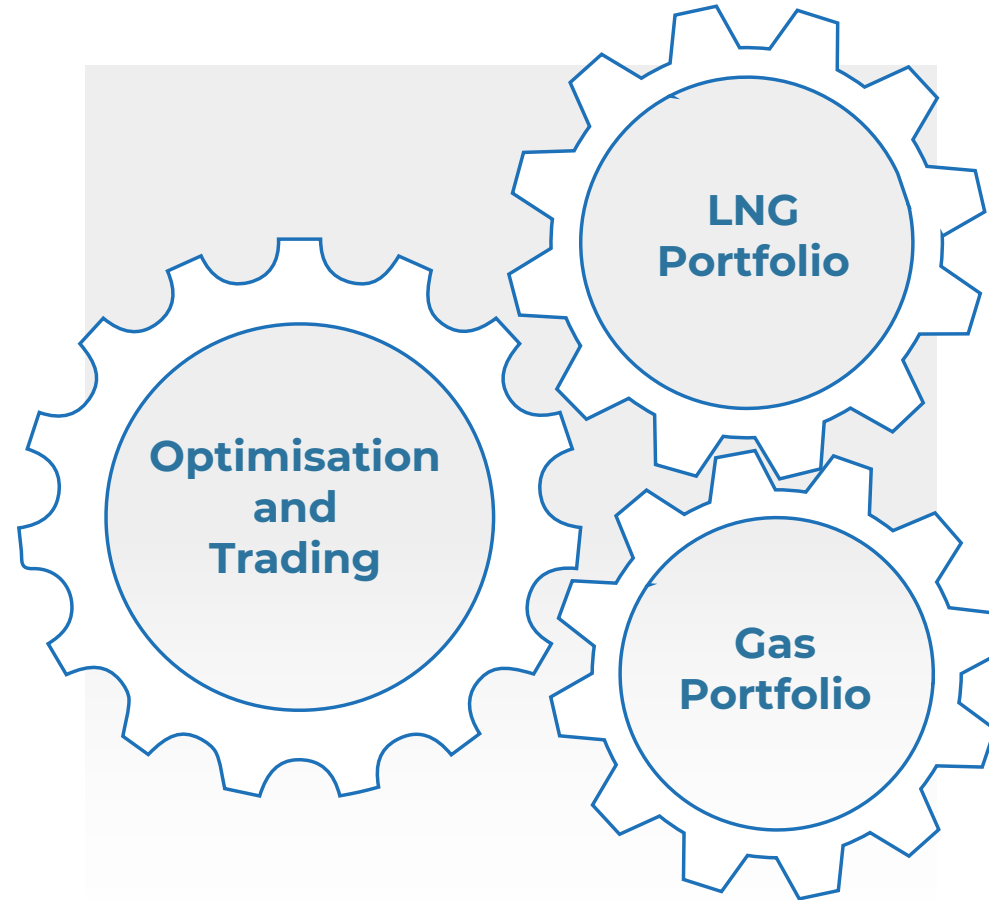 LNG
Portfolio
Optimisation
and
Trading
Gas
Portfolio